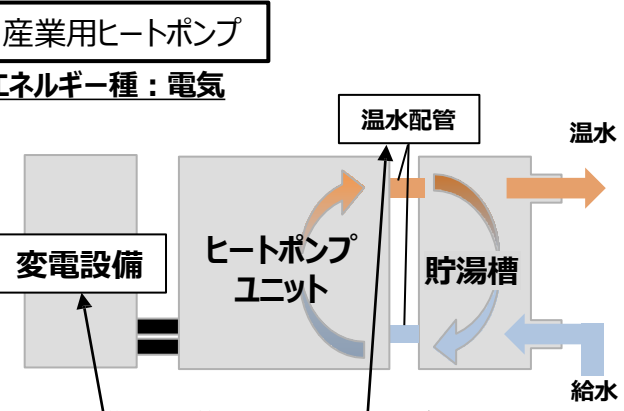 産業用ヒートポンプ
エネルギー種：電気
温水配管
温水
変電設備
ヒートポンプ
ユニット
貯湯槽
給水